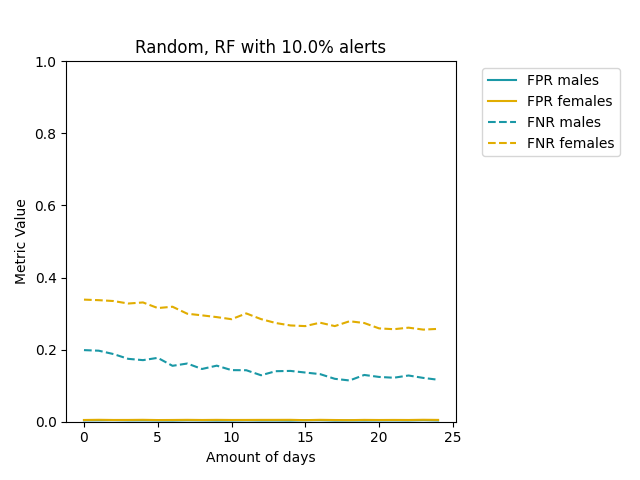 Random, RF with 10.0% alerts
1.0
0.8
0.6
0.4
0.2
0.0
Metric Value
0 5 10 15 20 25
Amount of days
FPR males
FPR females
FNR males
FNR females